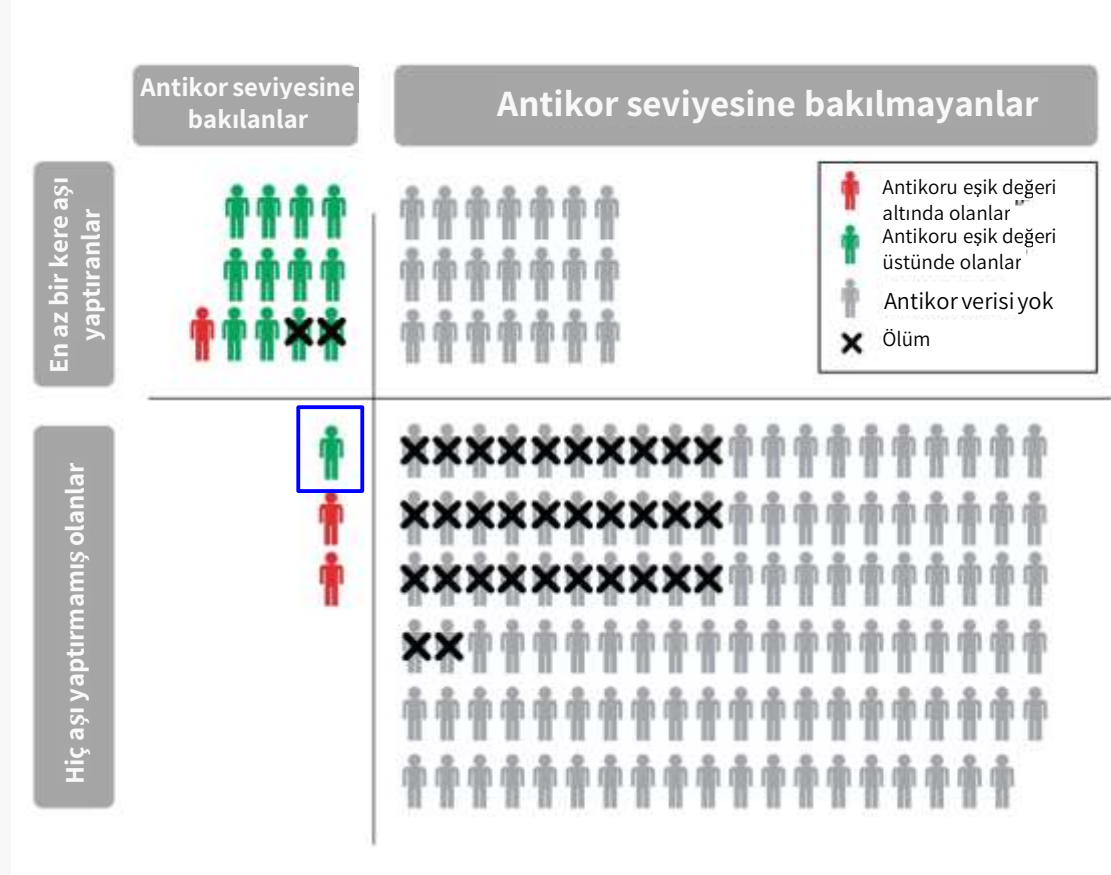 Antikor seviyesine
bakılanlar
Antikor seviyesine bakılmayanlar
En az bir kere aşı
yaptıranlar
Antikoru eşik değeri
altında olanlar
Antikoru eşik değeri
üstünde olanlar
Antikor verisi yok
Ölüm
Hiç aşı yaptırmamış olanlar